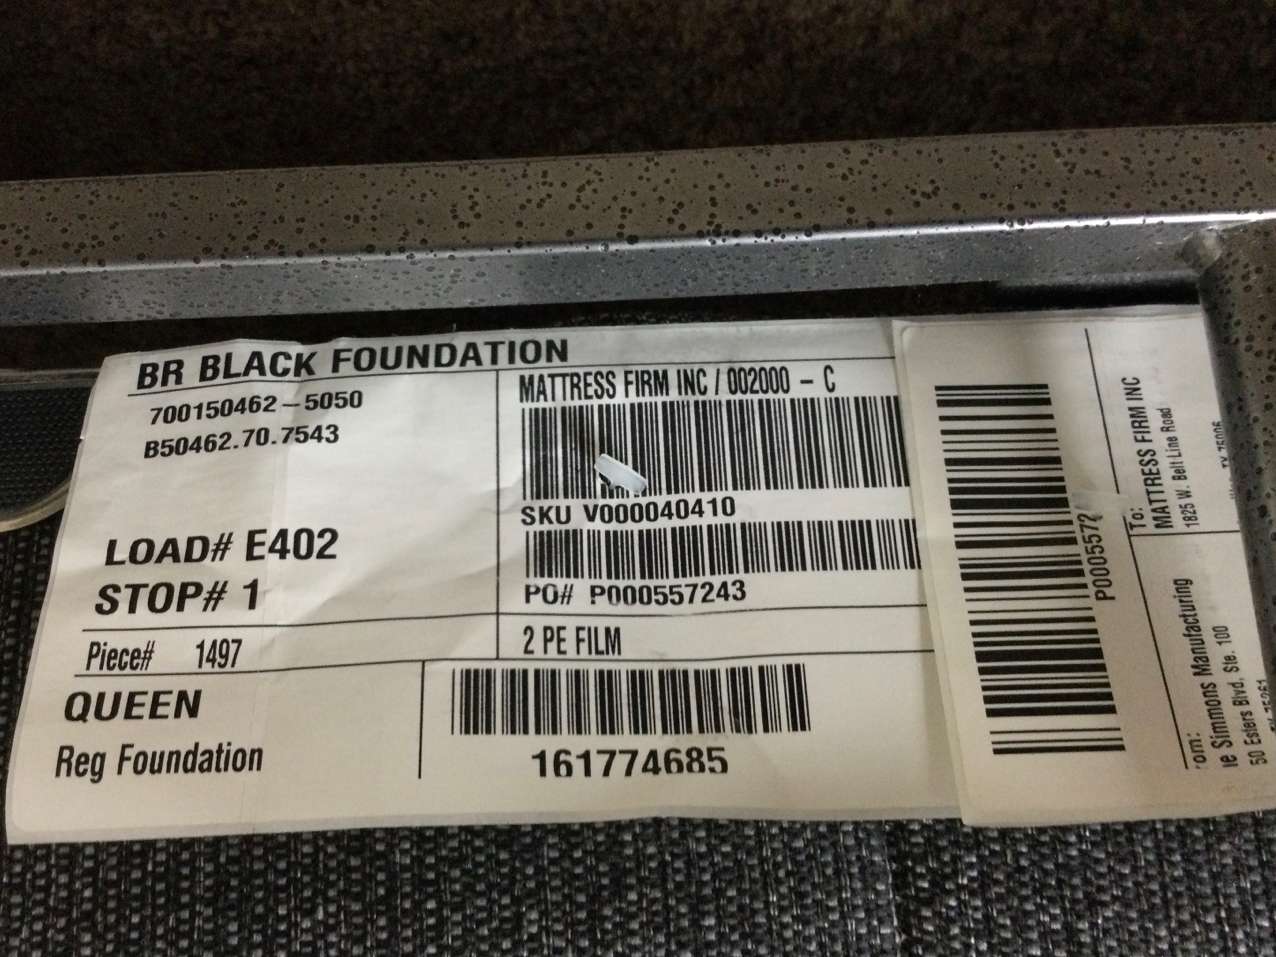 BR BLACK FOUNDATION
700150462-5050
B50462.70.7543
LOAD# E402
STOP# 1
Piece# 1497
QUEEN
Reg Foundation
MATTRESS FIRM INC / 002000 - C
SKU V000040410
PO# P000557243
2 PE FILM
161774685
P0005572
To:
MATTRESS FIRM INC
1825 W. Belt Line Road
Simmons Manufacturing
Esters Blvd, Ste. 100